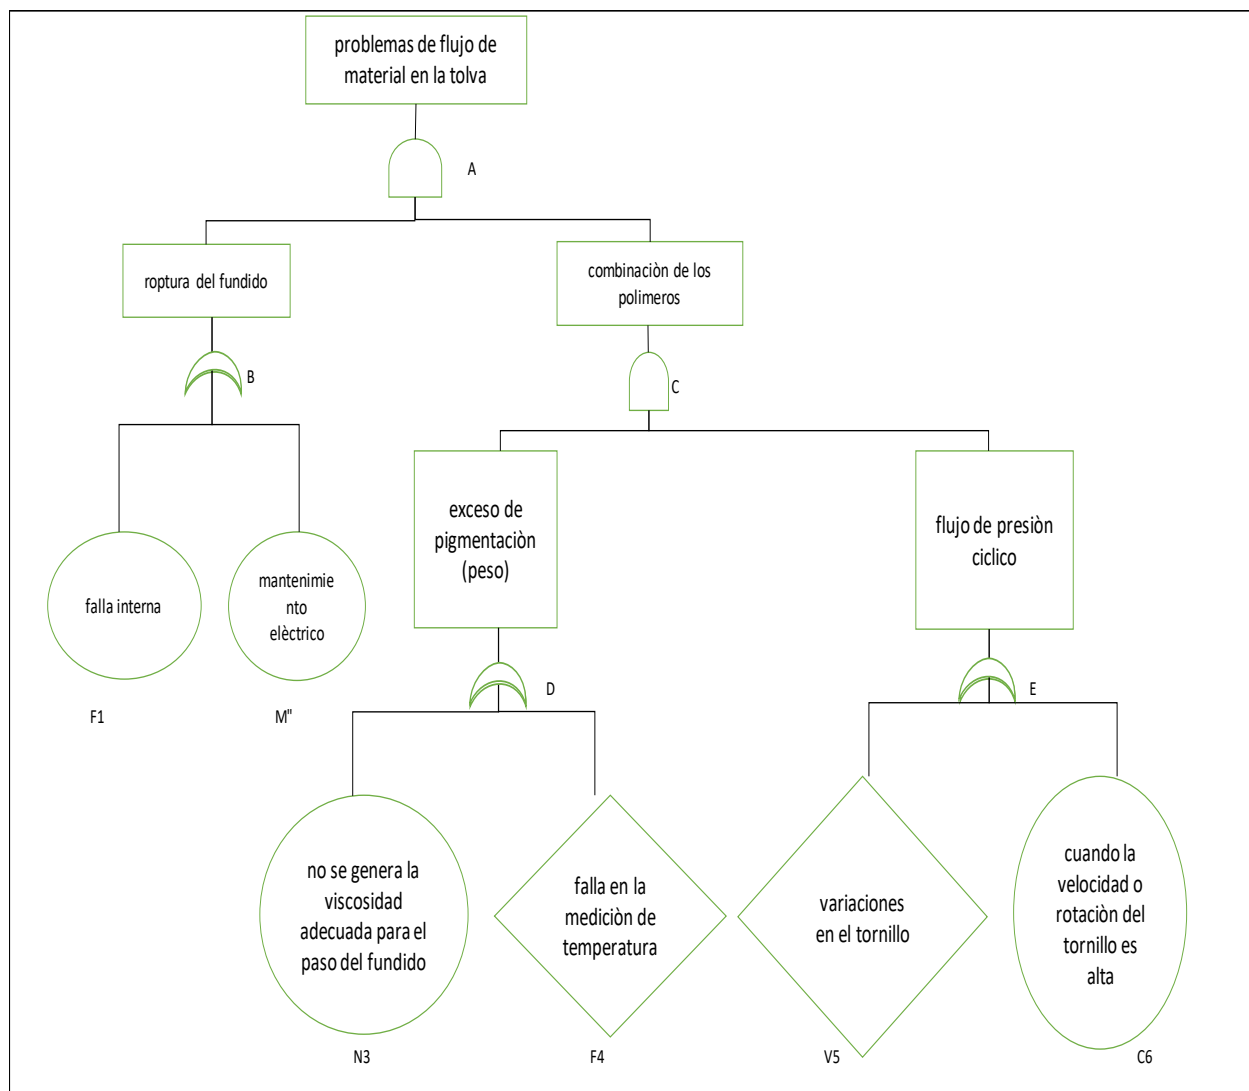 problemas de flujo de
material en la tolva
A
roptura del fundido
combinaciòn de los
polimeros
B
C
exceso de
pigmentaciòn
(peso)
flujo de presiòn
ciclico
falla interna
mantenimie
nto
elèctrico
F1
M"
D
E
no se genera la
viscosidad
adecuada para el
paso del fundido
falla en la
mediciòn de
temperatura
variaciones
en el tornillo
cuando la
velocidad o
rotaciòn del
tornillo es
alta
N3
F4
V5
C6